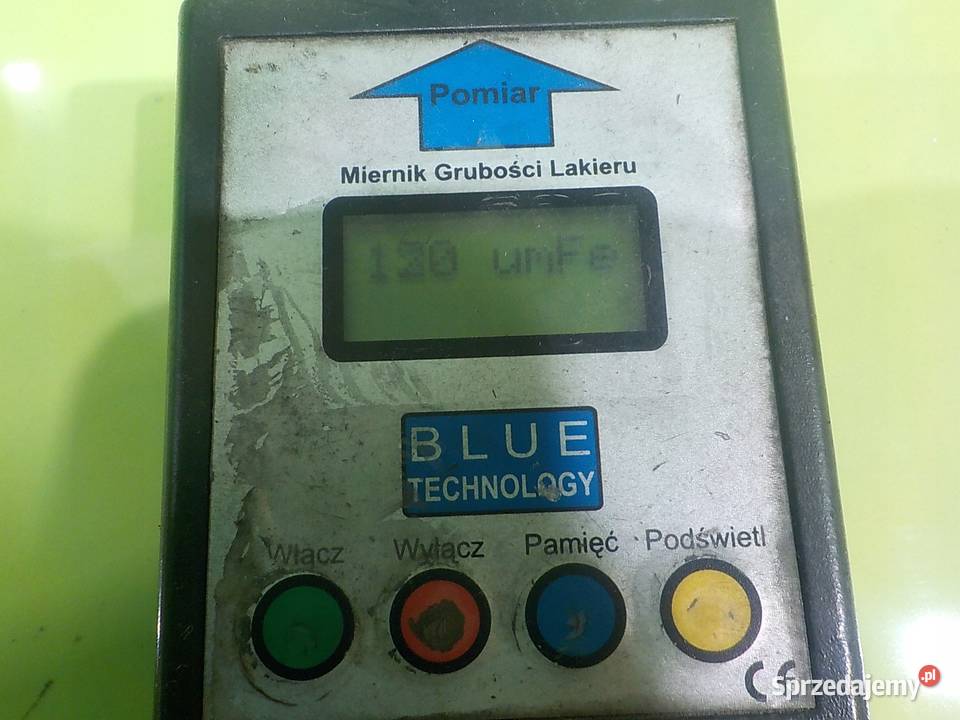 Pomiar
Miernik Grubości Lakieru
120 umFe
BLUE
TECHNOLOGY
Włącz Wyłącz Pamięć Podświetl
CE
Sprzedajemy.pl